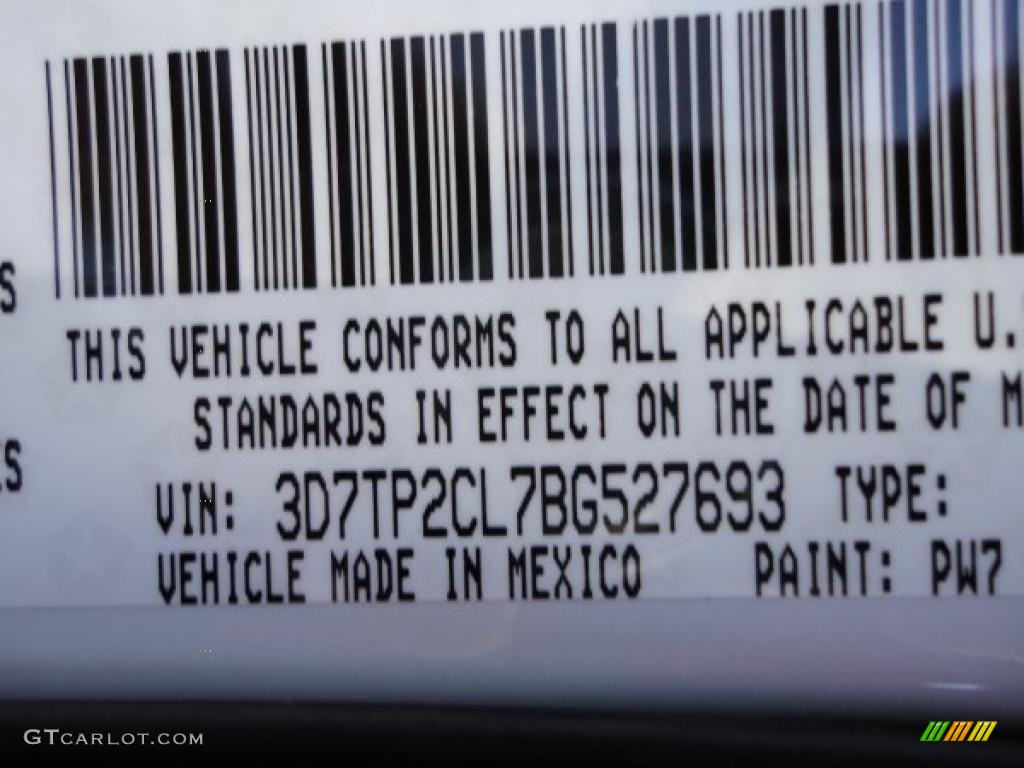 S
THIS VEHICLE CONFORMS TO ALL APPLICABLE U.
STANDARDS IN EFFECT ON THE DATE OF M
S
VIN: 3D7TP2CL7BG527693 TYPE:
VEHICLE MADE IN MEXICO PAINT: PW7
GTCARLOT.COM